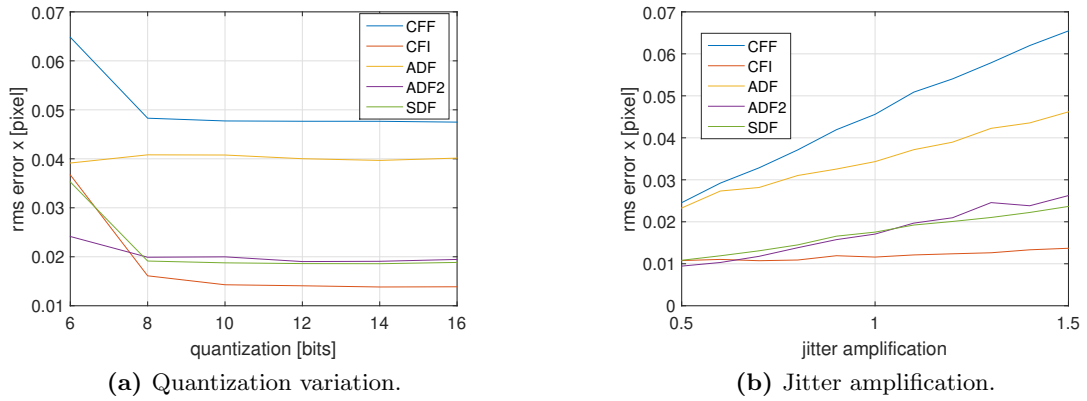 0.07
0.06
0.05
0.04
0.03
0.02
0.01
rms error x [pixel]
CFF
CFI
ADF
ADF2
SDF
6 8 10 12 14 16
quantization [bits]
(a) Quantization variation.
0.07
0.06
0.05
0.04
0.03
0.02
0.01
0
rms error x [pixel]
CFF
CFI
ADF
ADF2
SDF
0.5 1 1.5
jitter amplification
(b) Jitter amplification.